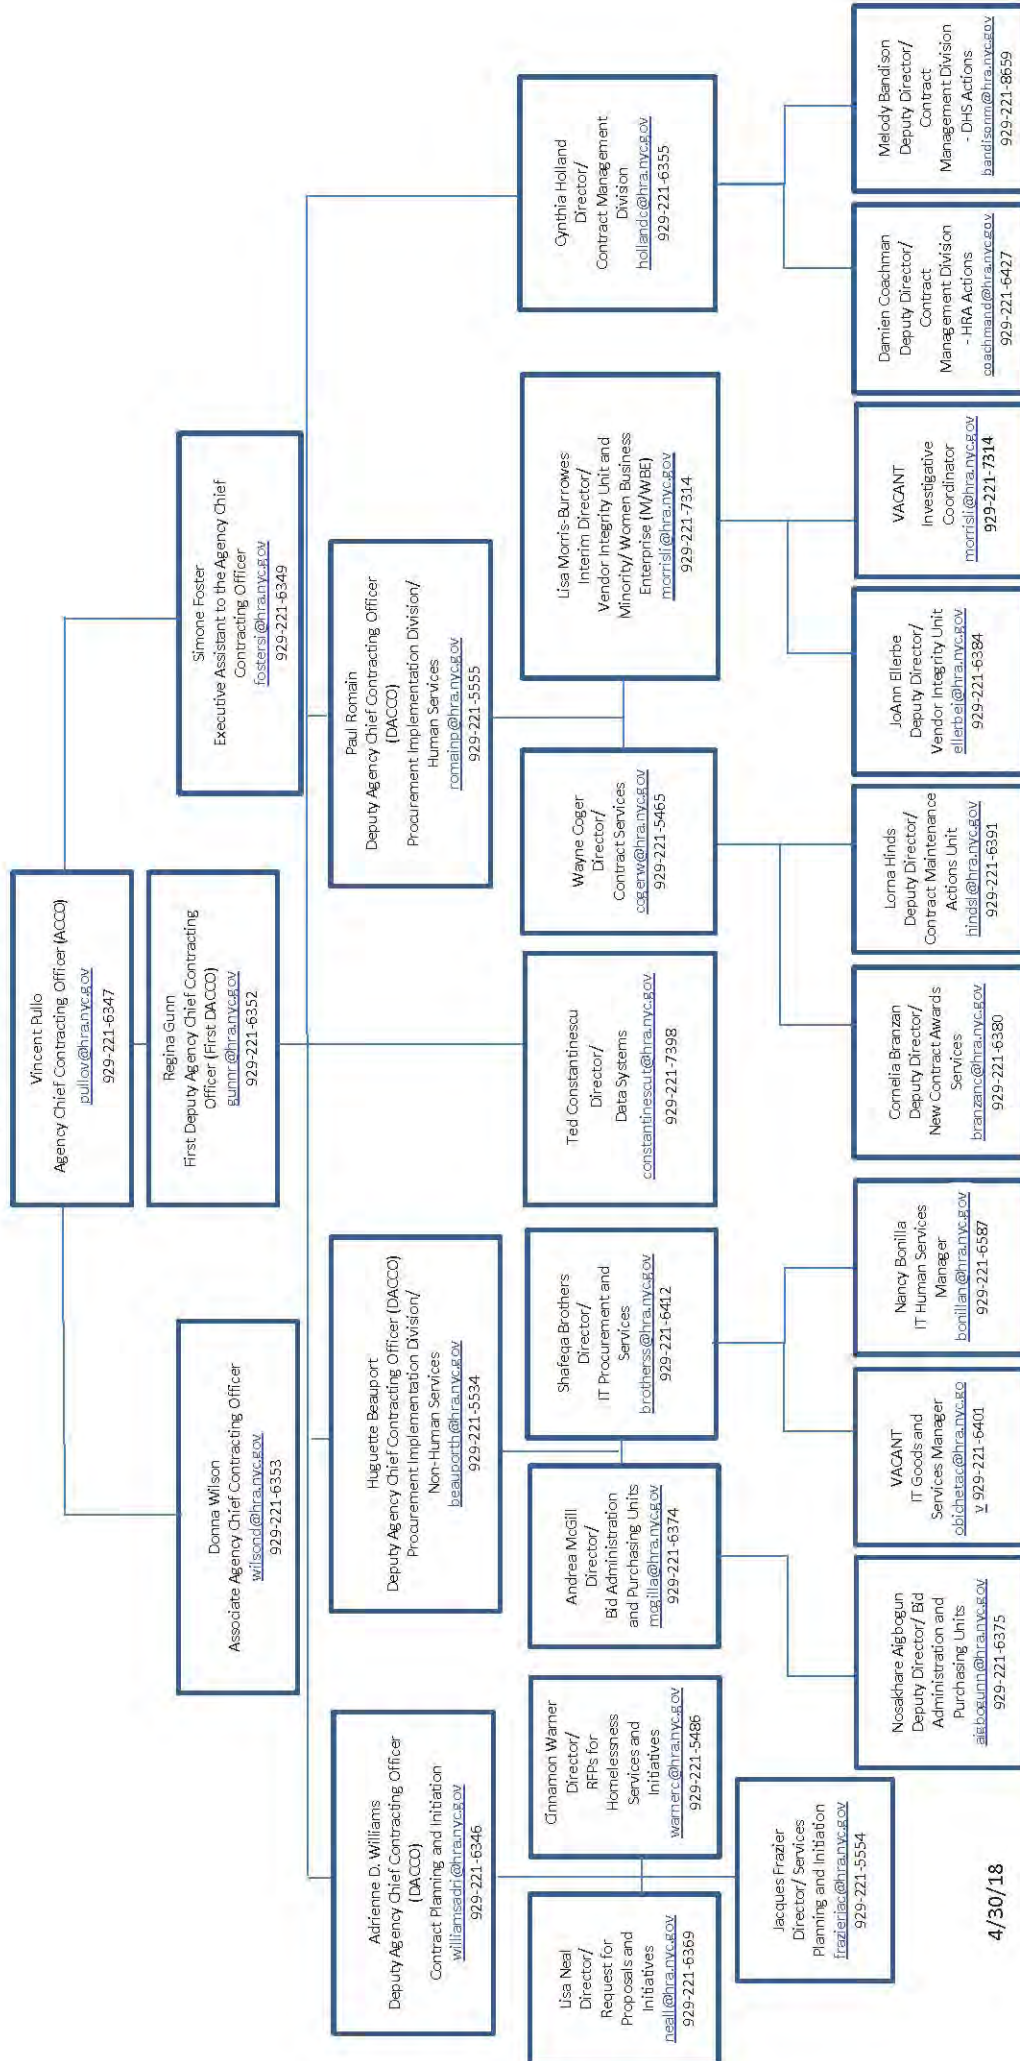 Vincent Pullo
Agency Chief Contracting Officer (ACCO)
pullov@hra.nyc.gov
929-221-6347
Donna Wilson
Associate Agency Chief Contracting Officer
wilsond@hra.nyc.gov
929-221-6353
Regina Gunn
First Deputy Agency Chief Contracting
Officer (First DACCO)
gunnr@hra.nyc.gov
929-221-6352
Simone Foster
Executive Assistant to the Agency Chief
Contracting Officer
fostersi@hra.nyc.gov
929-221-6349
Adrienne D. Williams
Deputy Agency Chief Contracting Officer
(DACCO)
Contract Planning and Initiation
williamsadri@hra.nyc.gov
929-221-6346
Huguette Beauport
Deputy Agency Chief Contracting Officer (DACCO)
Procurement Implementation Division/
Non-Human Services
beauporth@hra.nyc.gov
929-221-5534
Paul Romain
Deputy Agency Chief Contracting Officer
(DACCO)
Procurement Implementation Division/
Human Services
romainp@hra.nyc.gov
929-221-5555
Lisa Neal
Director/
Request for
Proposals and
Initiatives
neall@hra.nyc.gov
929-221-6369
Cinnamon Warner
Director/
RFPs for
Homelessness
Services and
Initiatives
warnerc@hra.nyc.gov
929-221-5486
Andrea McGill
Director/
Bid Administration
and Purchasing Units
mcgilla@hra.nyc.gov
929-221-6374
Shafeqa Brothers
Director/
IT Procurement and
Services
brotherss@hra.nyc.gov
929-221-6412
Ted Constantinescu
Director/
Data Systems
constantinescut@hra.nyc.gov
929-221-7398
Wayne Coger
Director/
Contract Services
cogerw@hra.nyc.gov
929-221-5465
Lisa Morris-Burrowes
Interim Director/
Vendor Integrity Unit and
Minority/ Women Business
Enterprise (M/WBE)
morrisli@hra.nyc.gov
929-221-7314
Cynthia Holland
Director/
Contract Management
Division
hollandc@hra.nyc.gov
929-221-6355
Jacques Frazier
Director/ Services
Planning and Initiation
frazierjac@hra.nyc.gov
929-221-5554
Nosakhare Aigbogun
Deputy Director/ Bid
Administration and
Purchasing Units
aigbogunn@hra.nyc.gov
929-221-6375
VACANT
IT Goods and
Services Manager
obichetac@hra.nyc.go
v 929-221-6401
Nancy Bonilla
IT Human Services
Manager
bonillan@hra.nyc.gov
929-221-6587
Cornelia Branzan
Deputy Director/
New Contract Awards
Services
branzanc@hra.nyc.gov
929-221-6380
Lorna Hinds
Deputy Director/
Contract Maintenance
Actions Unit
hindsl@hra.nyc.gov
929-221-6391
JoAnn Ellerbe
Deputy Director/
Vendor Integrity Unit
ellerbej@hra.nyc.gov
929-221-6384
VACANT
Investigative
Coordinator
morrisli@hra.nyc.gov
929-221-7314
Damien Coachman
Deputy Director/
Contract
Management Division
- HRA Actions
coachmand@hra.nyc.gov
929-221-6427
Melody Bandison
Deputy Director/
Contract
Management Division
- DHS Actions
bandisonm@hra.nyc.gov
929-221-8659
4/30/18